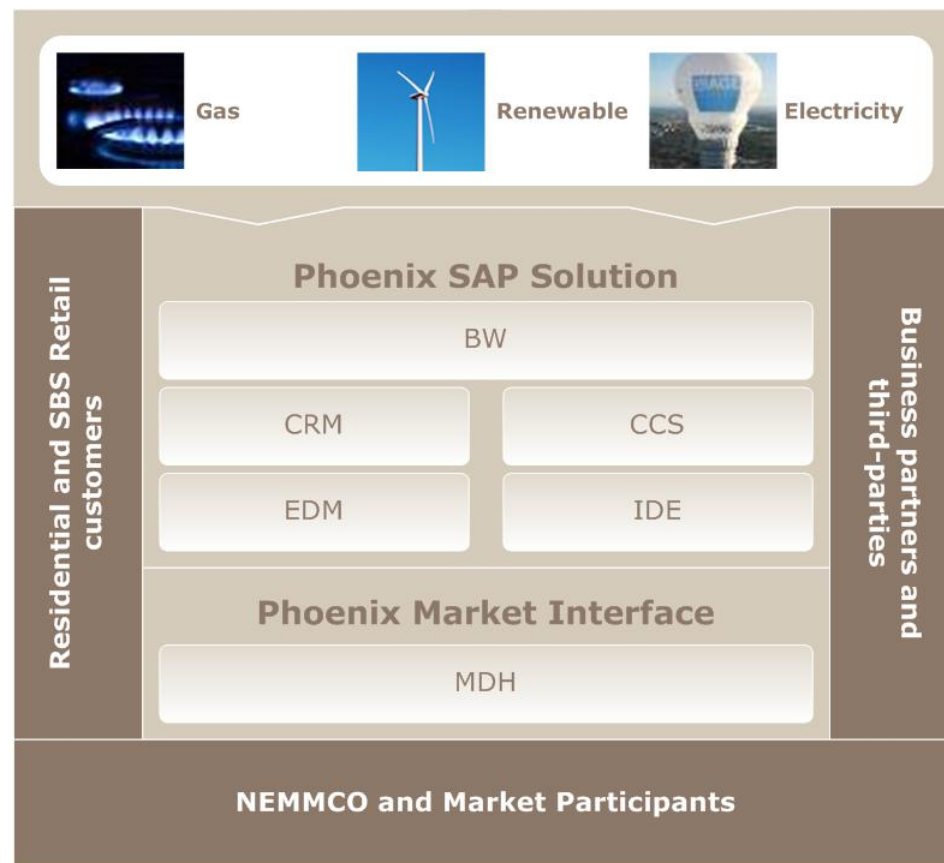 Gas
Renewable
Electricity
Phoenix SAP Solution
BW
CRM
CCS
EDM
IDE
Phoenix Market Interface
MDH
Residential and SBS Retail
customers
Business partners and
third-parties
NEMMCO and Market Participants